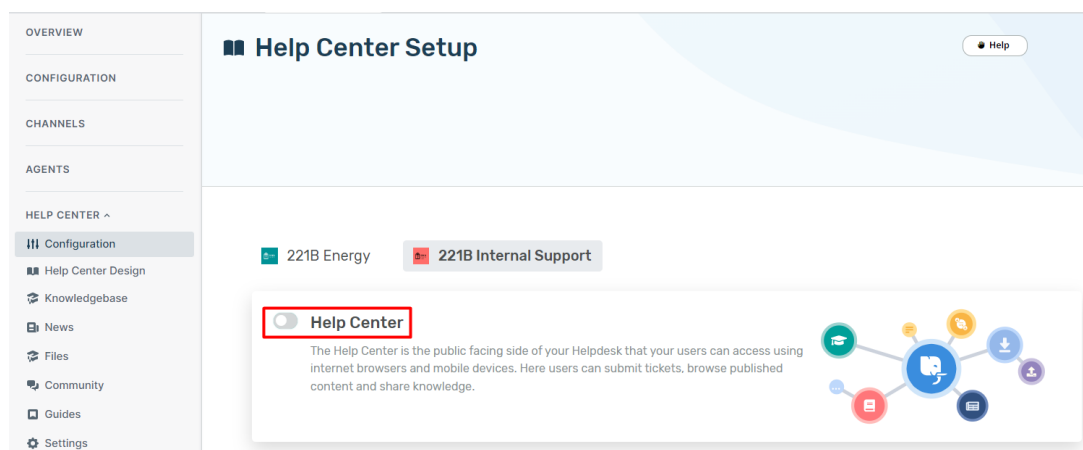 OVERVIEW
CONFIGURATION
CHANNELS
AGENTS
HELP CENTER
Configuration
Help Center Design
Knowledgebase
News
Files
Community
Guides
Settings
Help Center Setup
Help
221B Energy
221B Internal Support
Help Center
The Help Center is the public facing side of your Helpdesk that your users can access using
internet browsers and mobile devices. Here users can submit tickets, browse published
content and share knowledge.